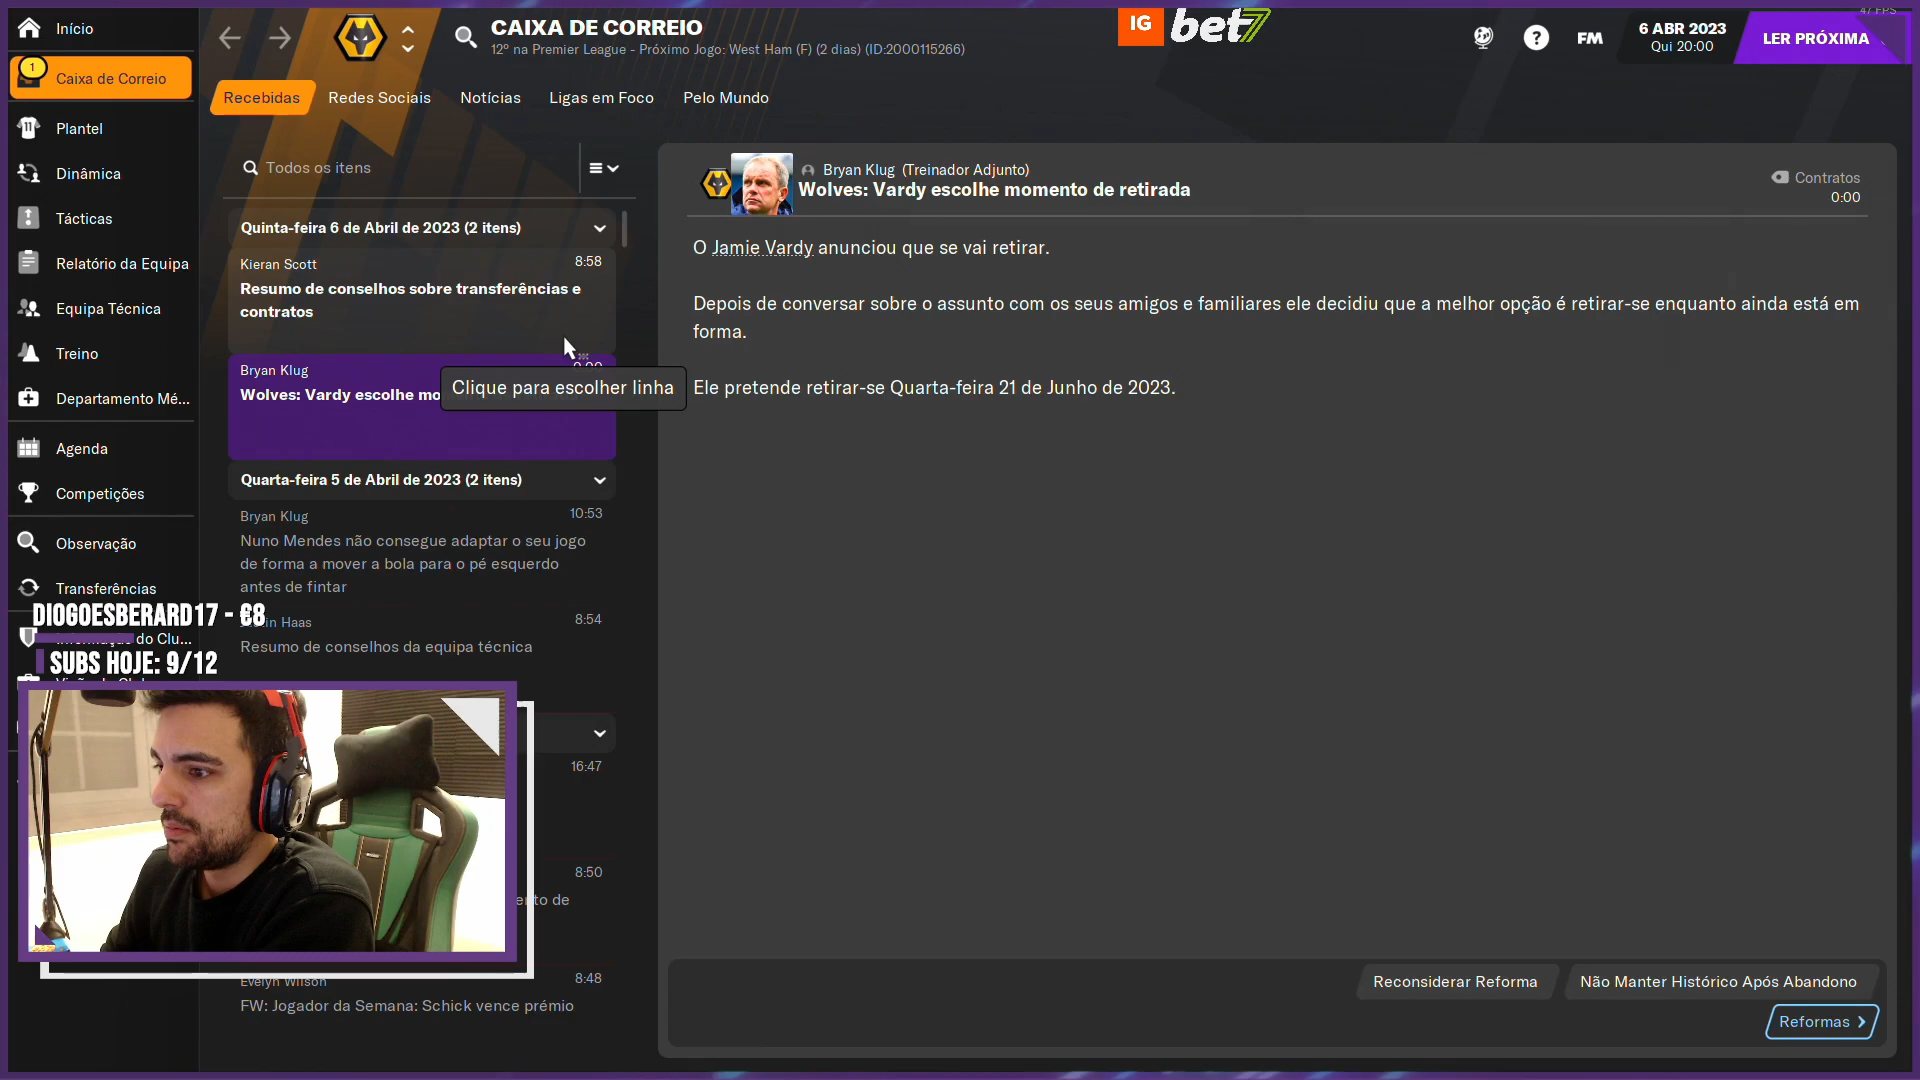 Início
1
Caixa de Correio
Plantel
Dinâmica
Tácticas
Relatório da Equipa
Equipa Técnica
Treino
Departamento Mé...
Agenda
Competições
Observação
Transferências
do Clu...
DIOGOESBERARD17 - €8
SUBS HOJE: 9/12
CAIXA DE CORREIO
12º na Premier League - Próximo Jogo: West Ham (F) (2 dias) (ID:2000115266)
IG
bet7
47 FPS
FM
6 ABR 2023
Qui 20:00
LER PRÓXIMA
Recebidas
Redes Sociais
Notícias
Ligas em Foco
Pelo Mundo
Todos os itens
Quinta-feira 6 de Abril de 2023 (2 itens)
Kieran Scott
8:58
Resumo de conselhos sobre transferências e
contratos
Bryan Klug
0:00
Wolves: Vardy escolhe mo
Clique para escolher linha
Quarta-feira 5 de Abril de 2023 (2 itens)
Bryan Klug
10:53
Nuno Mendes não consegue adaptar o seu jogo
de forma a mover a bola para o pé esquerdo
antes de fintar
Haas
8:54
Resumo de conselhos da equipa técnica
16:47
8:50
de
Evelyn Wilson
8:48
FW: Jogador da Semana: Schick vence prémio
Bryan Klug (Treinador Adjunto)
Wolves: Vardy escolhe momento de retirada
Contratos
0:00
O Jamie Vardy anunciou que se vai retirar.
Depois de conversar sobre o assunto com os seus amigos e familiares ele decidiu que a melhor opção é retirar-se enquanto ainda está em
forma.
Ele pretende retirar-se Quarta-feira 21 de Junho de 2023.
Reconsiderar Reforma
Não Manter Histórico Após Abandono
Reformas